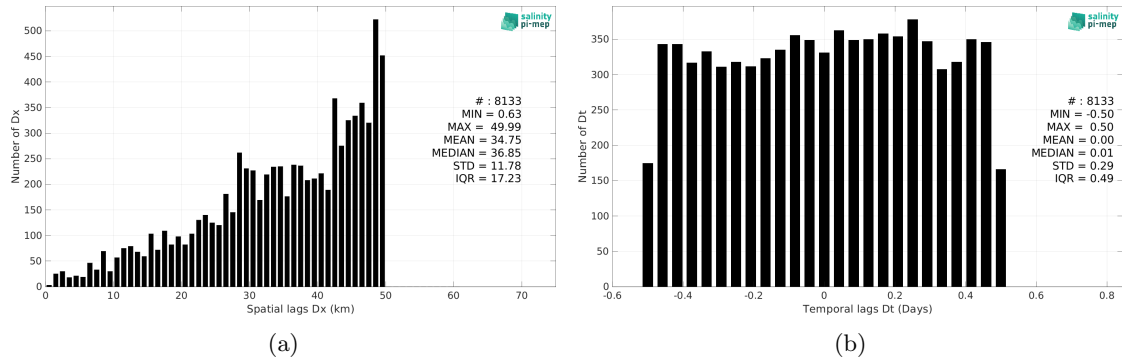 salinity
pi-mep
Number of Dx
500
450
400
350
300
250
200
150
100
50
0
# : 8133
MIN = 0.63
MAX = 49.99
MEAN = 34.75
MEDIAN = 36.85
STD = 11.78
IQR = 17.23
0 10 20 30 40 50 60 70
Spatial lags Dx (km)
(a)
salinity
pi-mep
Number of Dt
350
300
250
200
150
100
50
0
# : 8133
MIN = -0.50
MAX = 0.50
MEAN = 0.00
MEDIAN = 0.01
STD = 0.29
IQR = 0.49
-0.6 -0.4 -0.2 0 0.2 0.4 0.6 0.8
Temporal lags Dt (Days)
(b)